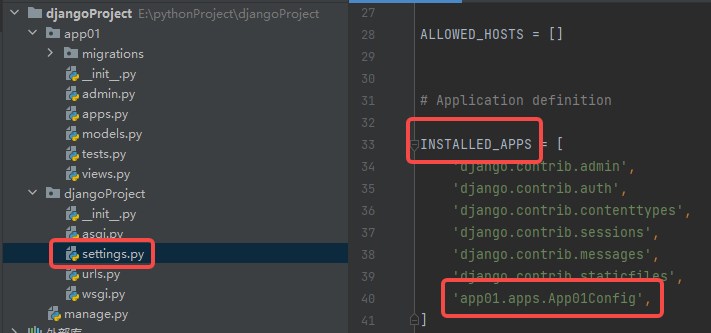 djangoProject E:\pythonProject\djangoProject
app01
migrations
__init__.py
admin.py
apps.py
models.py
tests.py
views.py
djangoProject
__init__.py
asgi.py
settings.py
urls.py
wsgi.py
manage.py
外部库
27
28 ALLOWED_HOSTS = []
29
30
31 # Application definition
32
33 INSTALLED_APPS = [
34 'django.contrib.admin',
35 'django.contrib.auth',
36 'django.contrib.contenttypes',
37 'django.contrib.sessions',
38 'django.contrib.messages',
39 'django.contrib.staticfiles',
40 'app01.apps.App01Config',
41 ]